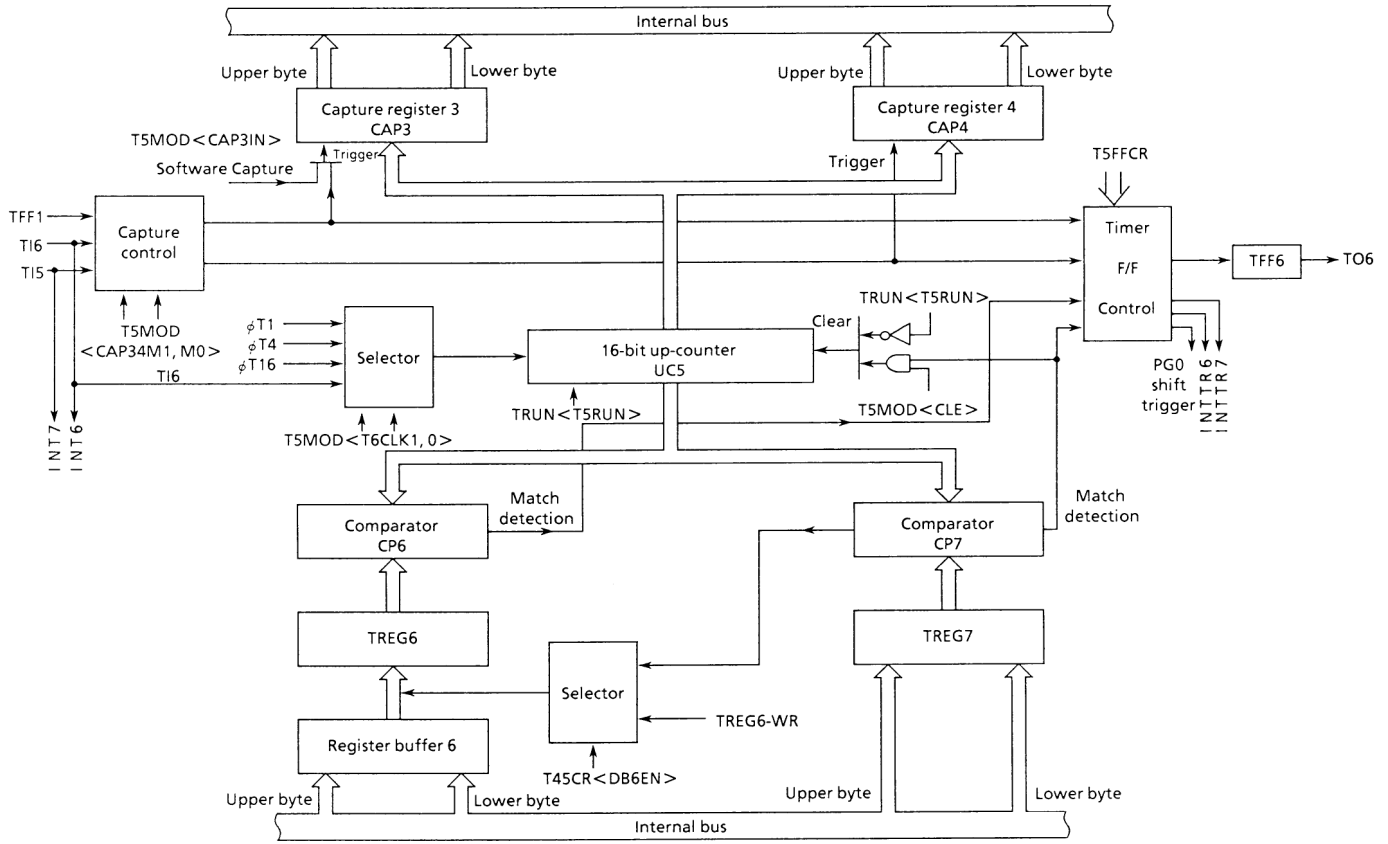 Internal bus
Upper byte
Lower byte
Upper byte
Lower byte
Capture register 3
CAP3
Capture register 4
CAP4
T5MOD<CAP3IN>
Trigger
Software Capture
Trigger
T5FFCR
TFF1
TI6
TI5
Capture
control
Timer
F/F
Control
TFF6
TO6
T5MOD
<CAP34M1, M0>
φT1
φT4
φT16
TI6
Selector
16-bit up-counter
UC5
Clear
TRUN<T5RUN>
T5MOD<CLE>
TRUN<T5RUN>
T5MOD<T6CLK1, 0>
PG0
shift
trigger
INTTR6
INTTR7
INT7
INT6
Match
detection
Match
detection
Comparator
CP6
Comparator
CP7
TREG6
TREG7
Selector
TREG6-WR
Register buffer 6
T45CR<DB6EN>
Upper byte
Lower byte
Upper byte
Lower byte
Internal bus